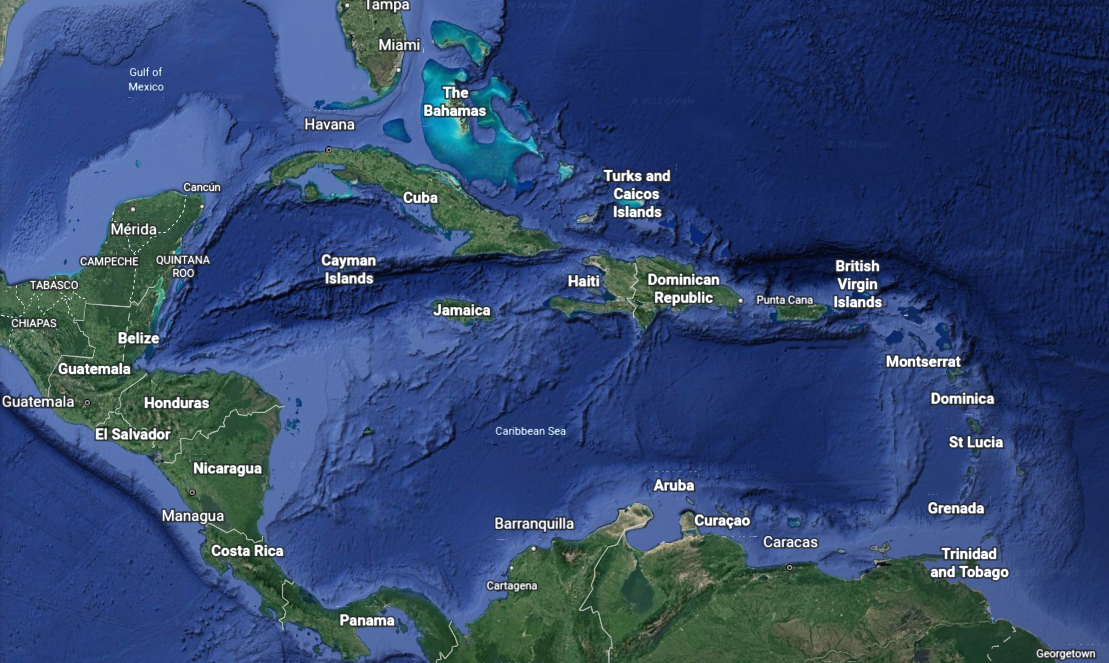 Tampa
Miami
Gulf of
Mexico
The
Bahamas
Havana
Turks and
Caicos
Islands
Cancún
Cuba
Mérida
CAMPECHE
QUINTANA
ROO
Cayman
Islands
TABASCO
Haiti
Dominican
Republic
British
Virgin
Islands
Punta Cana
Jamaica
CHIAPAS
Belize
Montserrat
Guatemala
Guatemala
Honduras
Dominica
El Salvador
Caribbean Sea
St Lucia
Nicaragua
Aruba
Managua
Barranquilla
Curaçao
Grenada
Costa Rica
Caracas
Trinidad
and Tobago
Cartagena
Panama
Georgetown